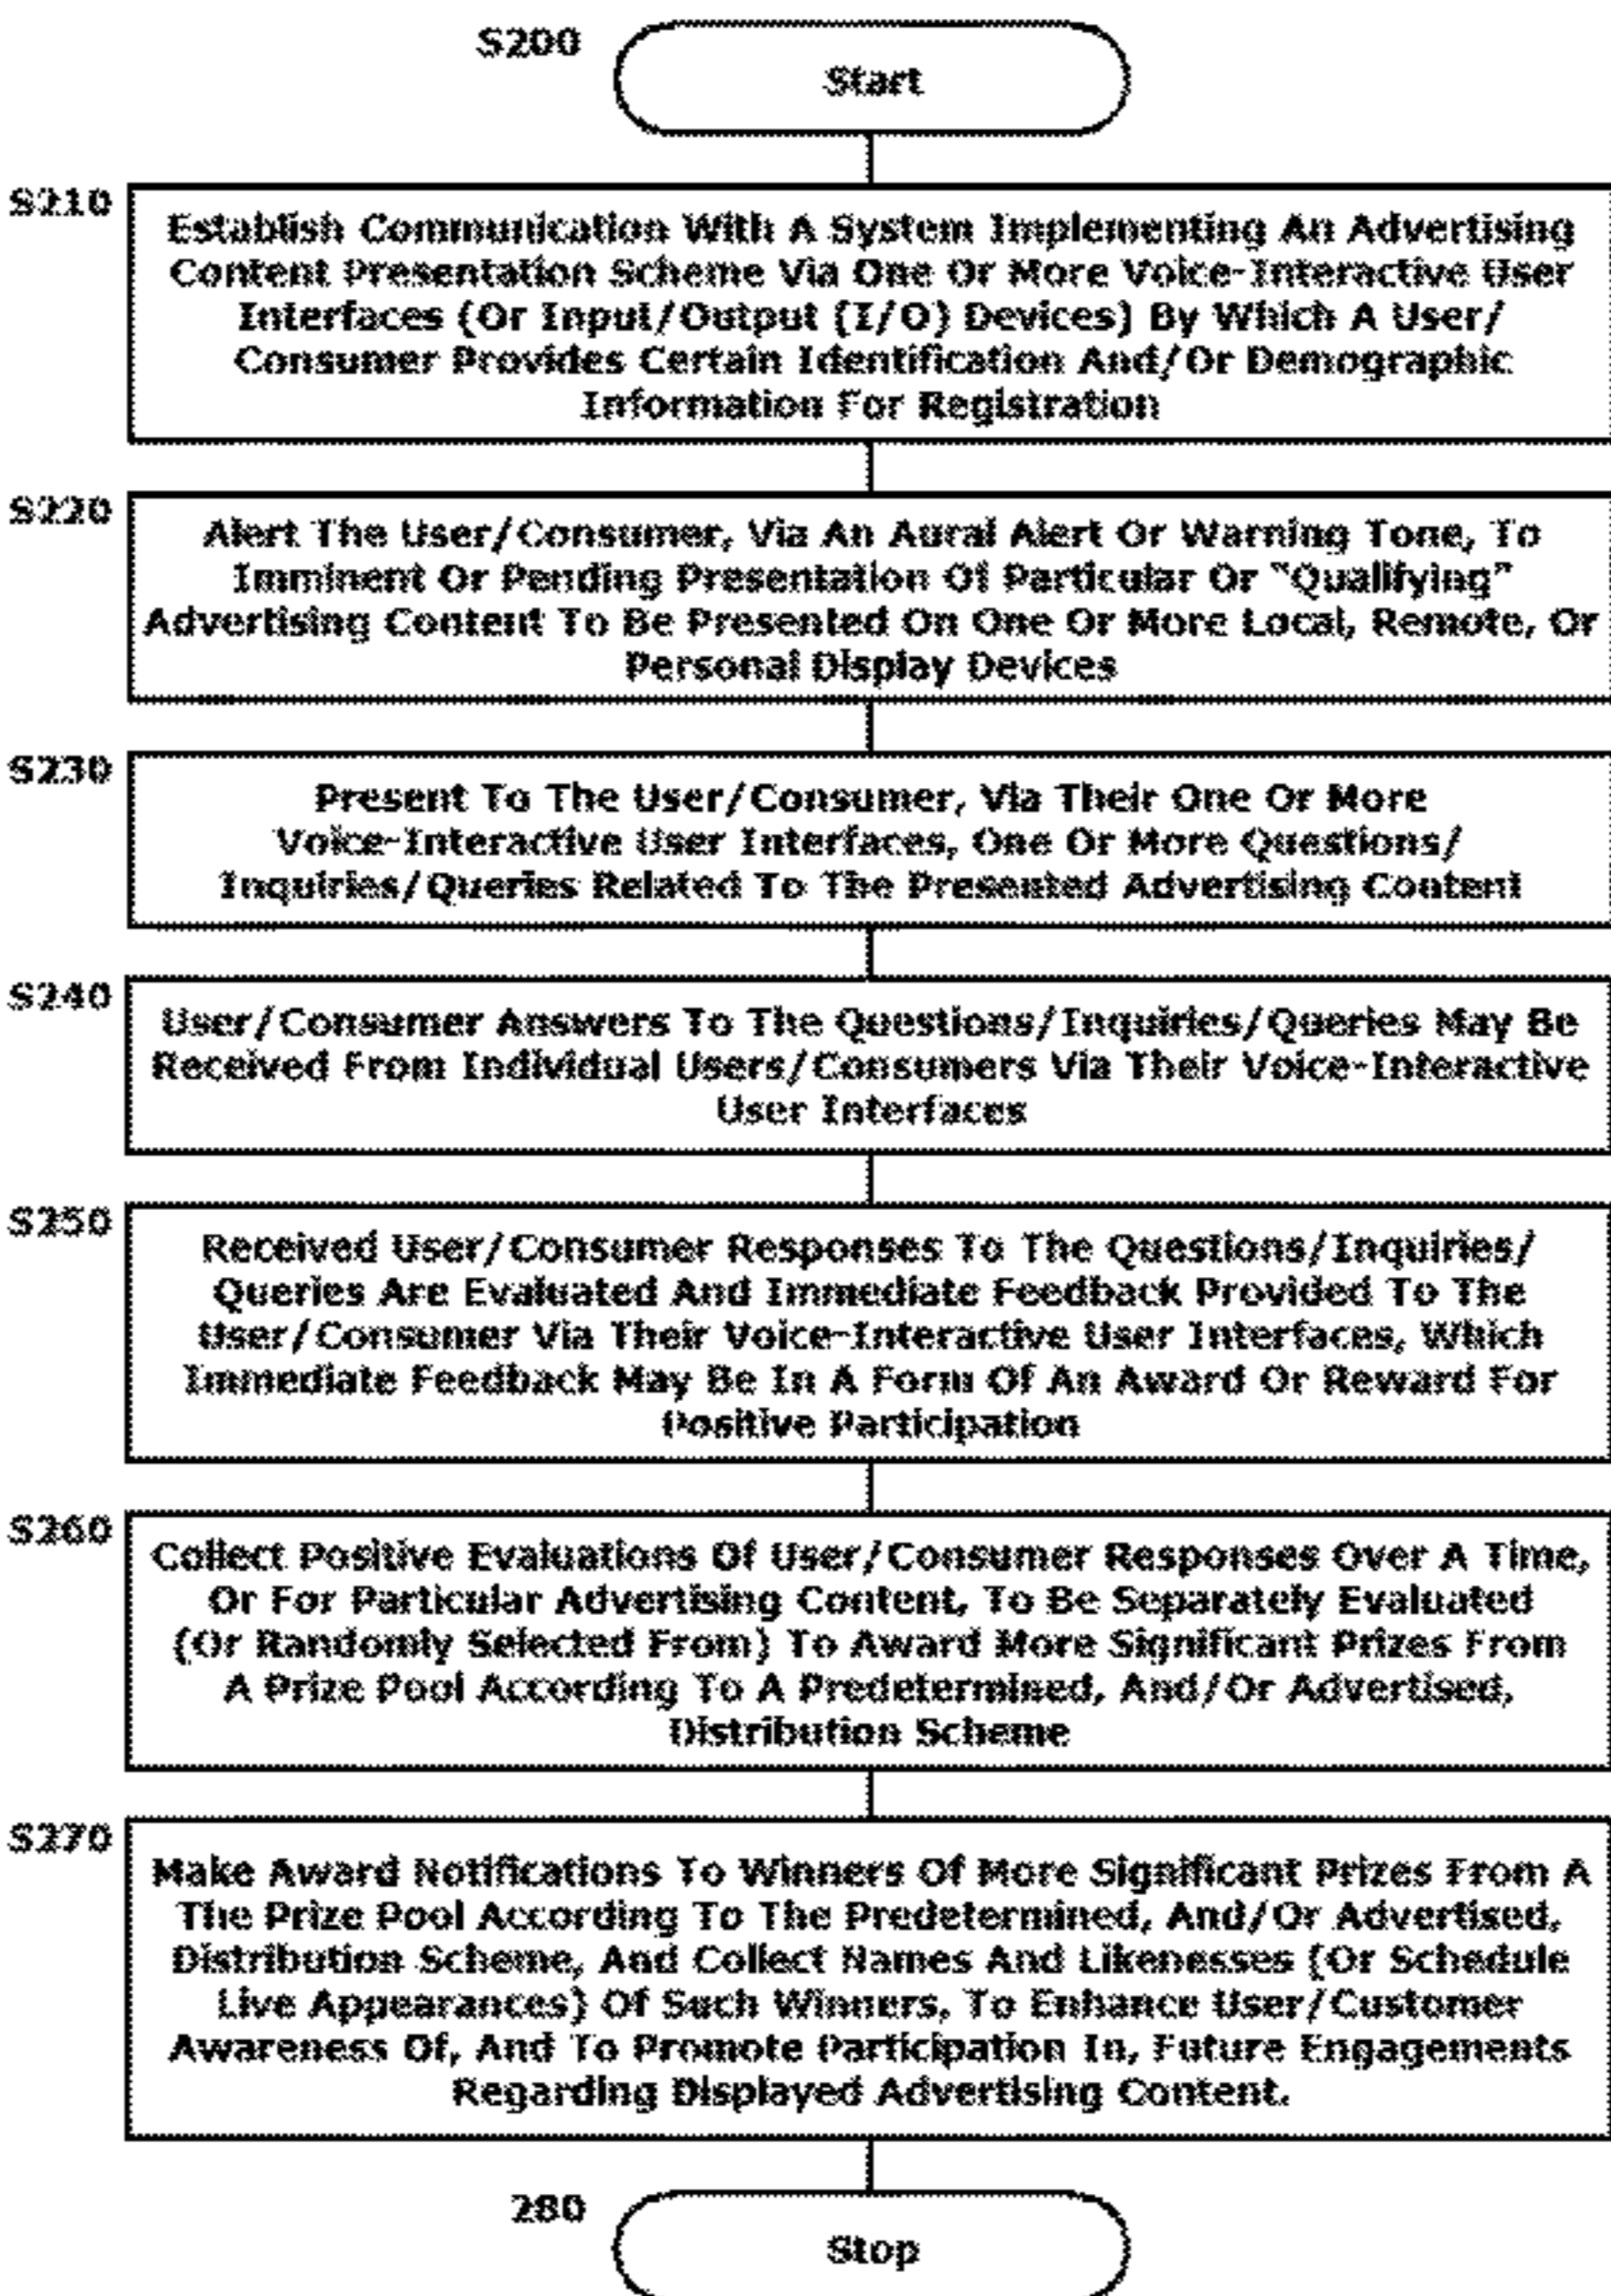 S200
Start
S210
Establish Communication With A System Implementing An Advertising
Content Presentation Scheme Via One Or More Voice-Interactive User
Interfaces (Or Input/Output (I/O) Devices) By Which A User/
Consumer Provides Certain Identification And/Or Demographic
Information For Registration
S220
Alert The User/Consumer, Via An Aural Alert Or Warning Tone, To
Imminent Or Pending Presentation Of Particular Or "Qualifying"
Advertising Content To Be Presented On One Or More Local, Remote, Or
Personal Display Devices
S230
Present To The User/Consumer, Via Their One Or More
Voice-Interactive User Interfaces, One Or More Questions/
Inquiries/Queries Related To The Presented Advertising Content
S240
User/Consumer Answers To The Questions/Inquiries/Queries May Be
Received From Individual Users/Consumers Via Their Voice-Interactive
User Interfaces
S250
Received User/Consumer Responses To The Questions/Inquiries/
Queries Are Evaluated And Immediate Feedback Provided To The
User/Consumer Via Their Voice-Interactive User Interfaces, Which
Immediate Feedback May Be In A Form Of An Award Or Reward For
Positive Participation
S260
Collect Positive Evaluations Of User/Consumer Responses Over A Time,
Or For Particular Advertising Content, To Be Separately Evaluated
(Or Randomly Selected From) To Award More Significant Prizes From
A Prize Pool According To A Predetermined, And/Or Advertised,
Distribution Scheme
S270
Make Award Notifications To Winners Of More Significant Prizes From A
The Prize Pool According To The Predetermined, And/Or Advertised,
Distribution Scheme, And Collect Names And Likenesses (Or Schedule
Live Appearances) Of Such Winners, To Enhance User/Customer
Awareness Of, And To Promote Participation In, Future Engagements
Regarding Displayed Advertising Content.
280
Stop